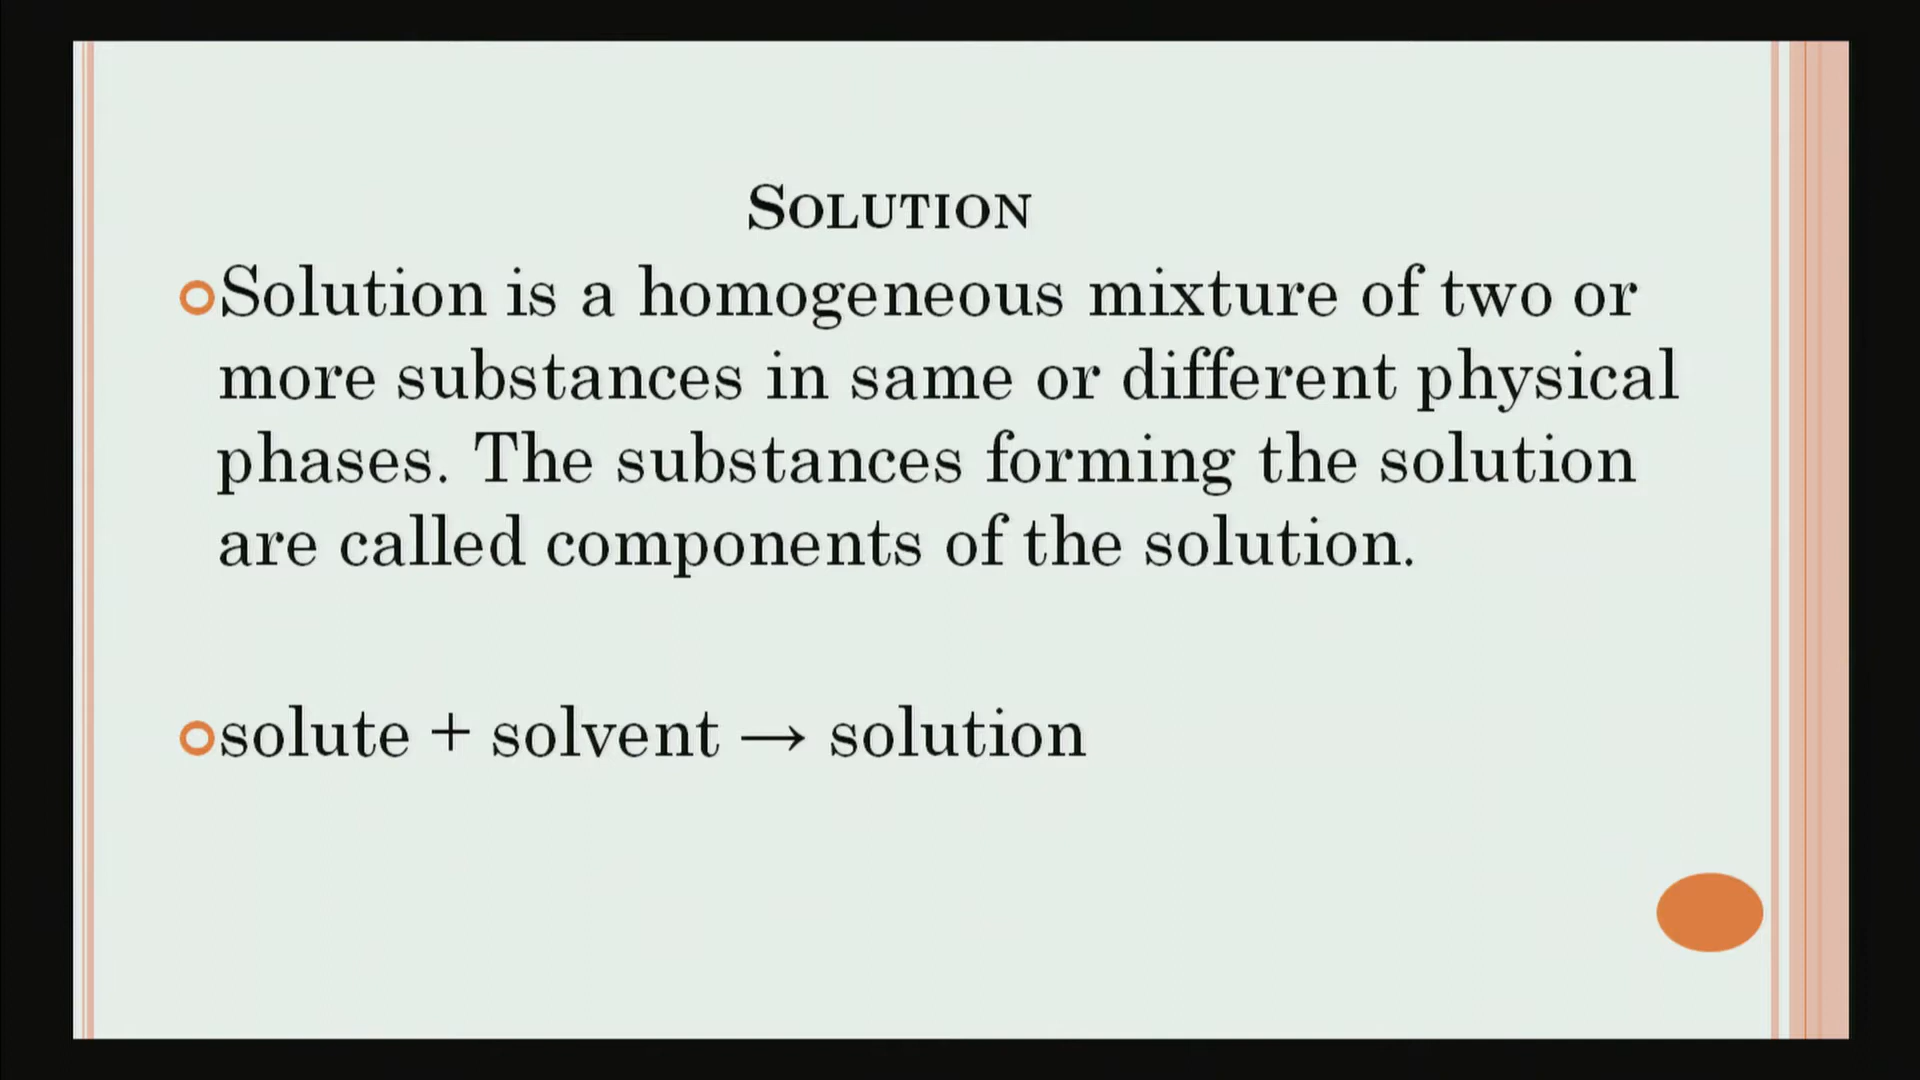 SOLUTION
Solution is a homogeneous mixture of two or
more substances in same or different physical
phases. The substances forming the solution
are called components of the solution.
solute + solvent → solution